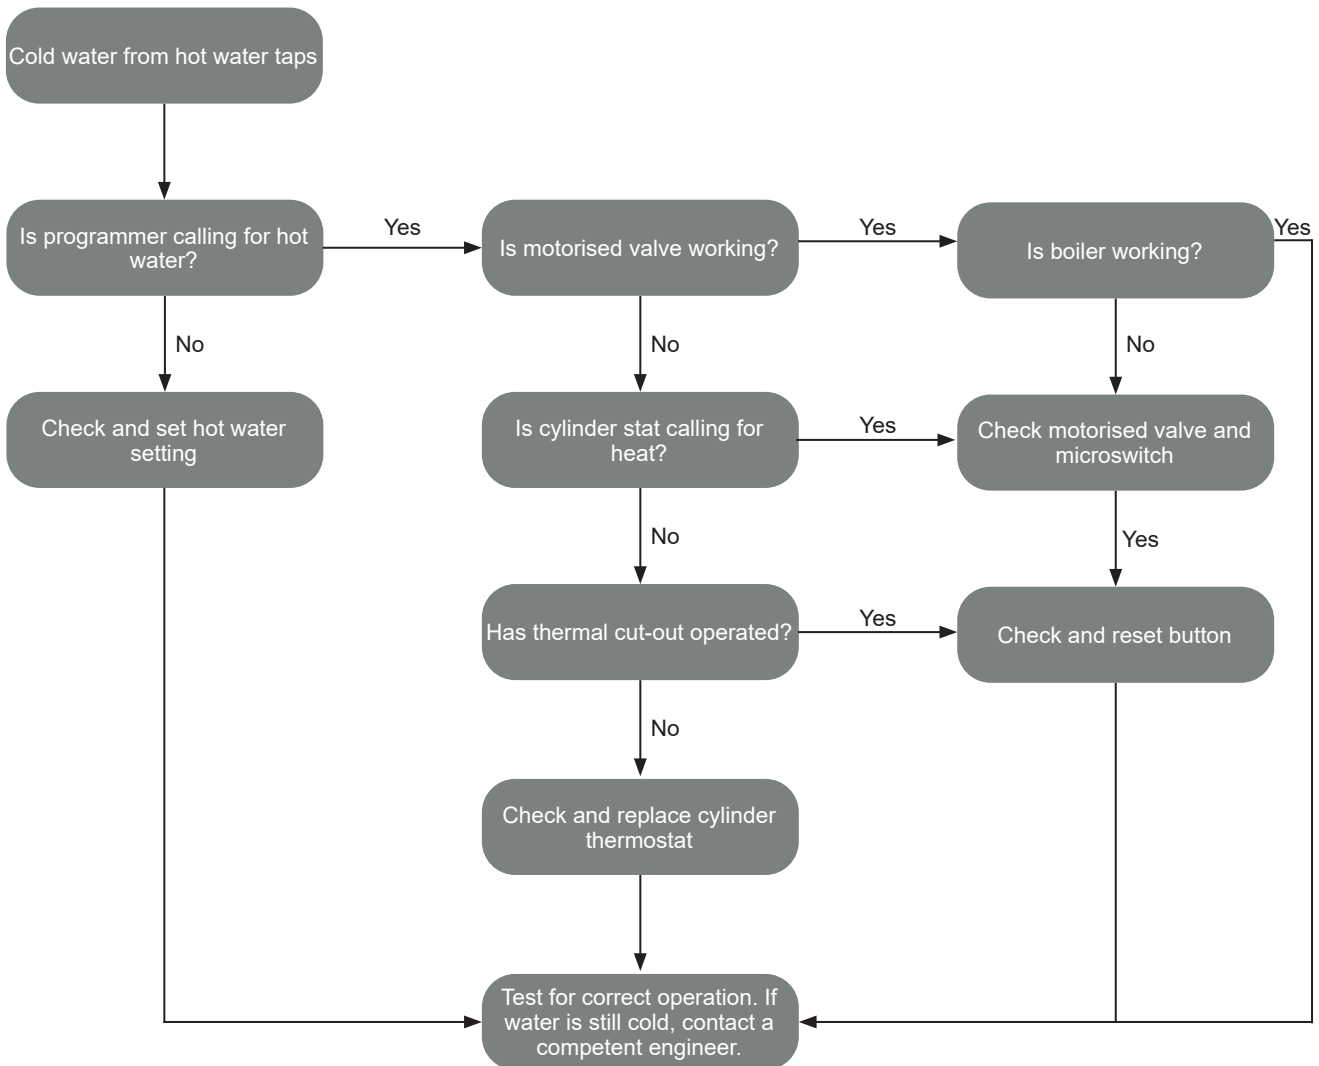 Cold water from hot water taps
Is programmer calling for hot
water?
Yes
Is motorised valve working?
Yes
Is boiler working?
Yes
No
No
No
Check and set hot water
setting
Is cylinder stat calling for
heat?
Yes
Check motorised valve and
microswitch
No
Yes
Has thermal cut-out operated?
Yes
Check and reset button
No
Check and replace cylinder
thermostat
Test for correct operation. If
water is still cold, contact a
competent engineer.